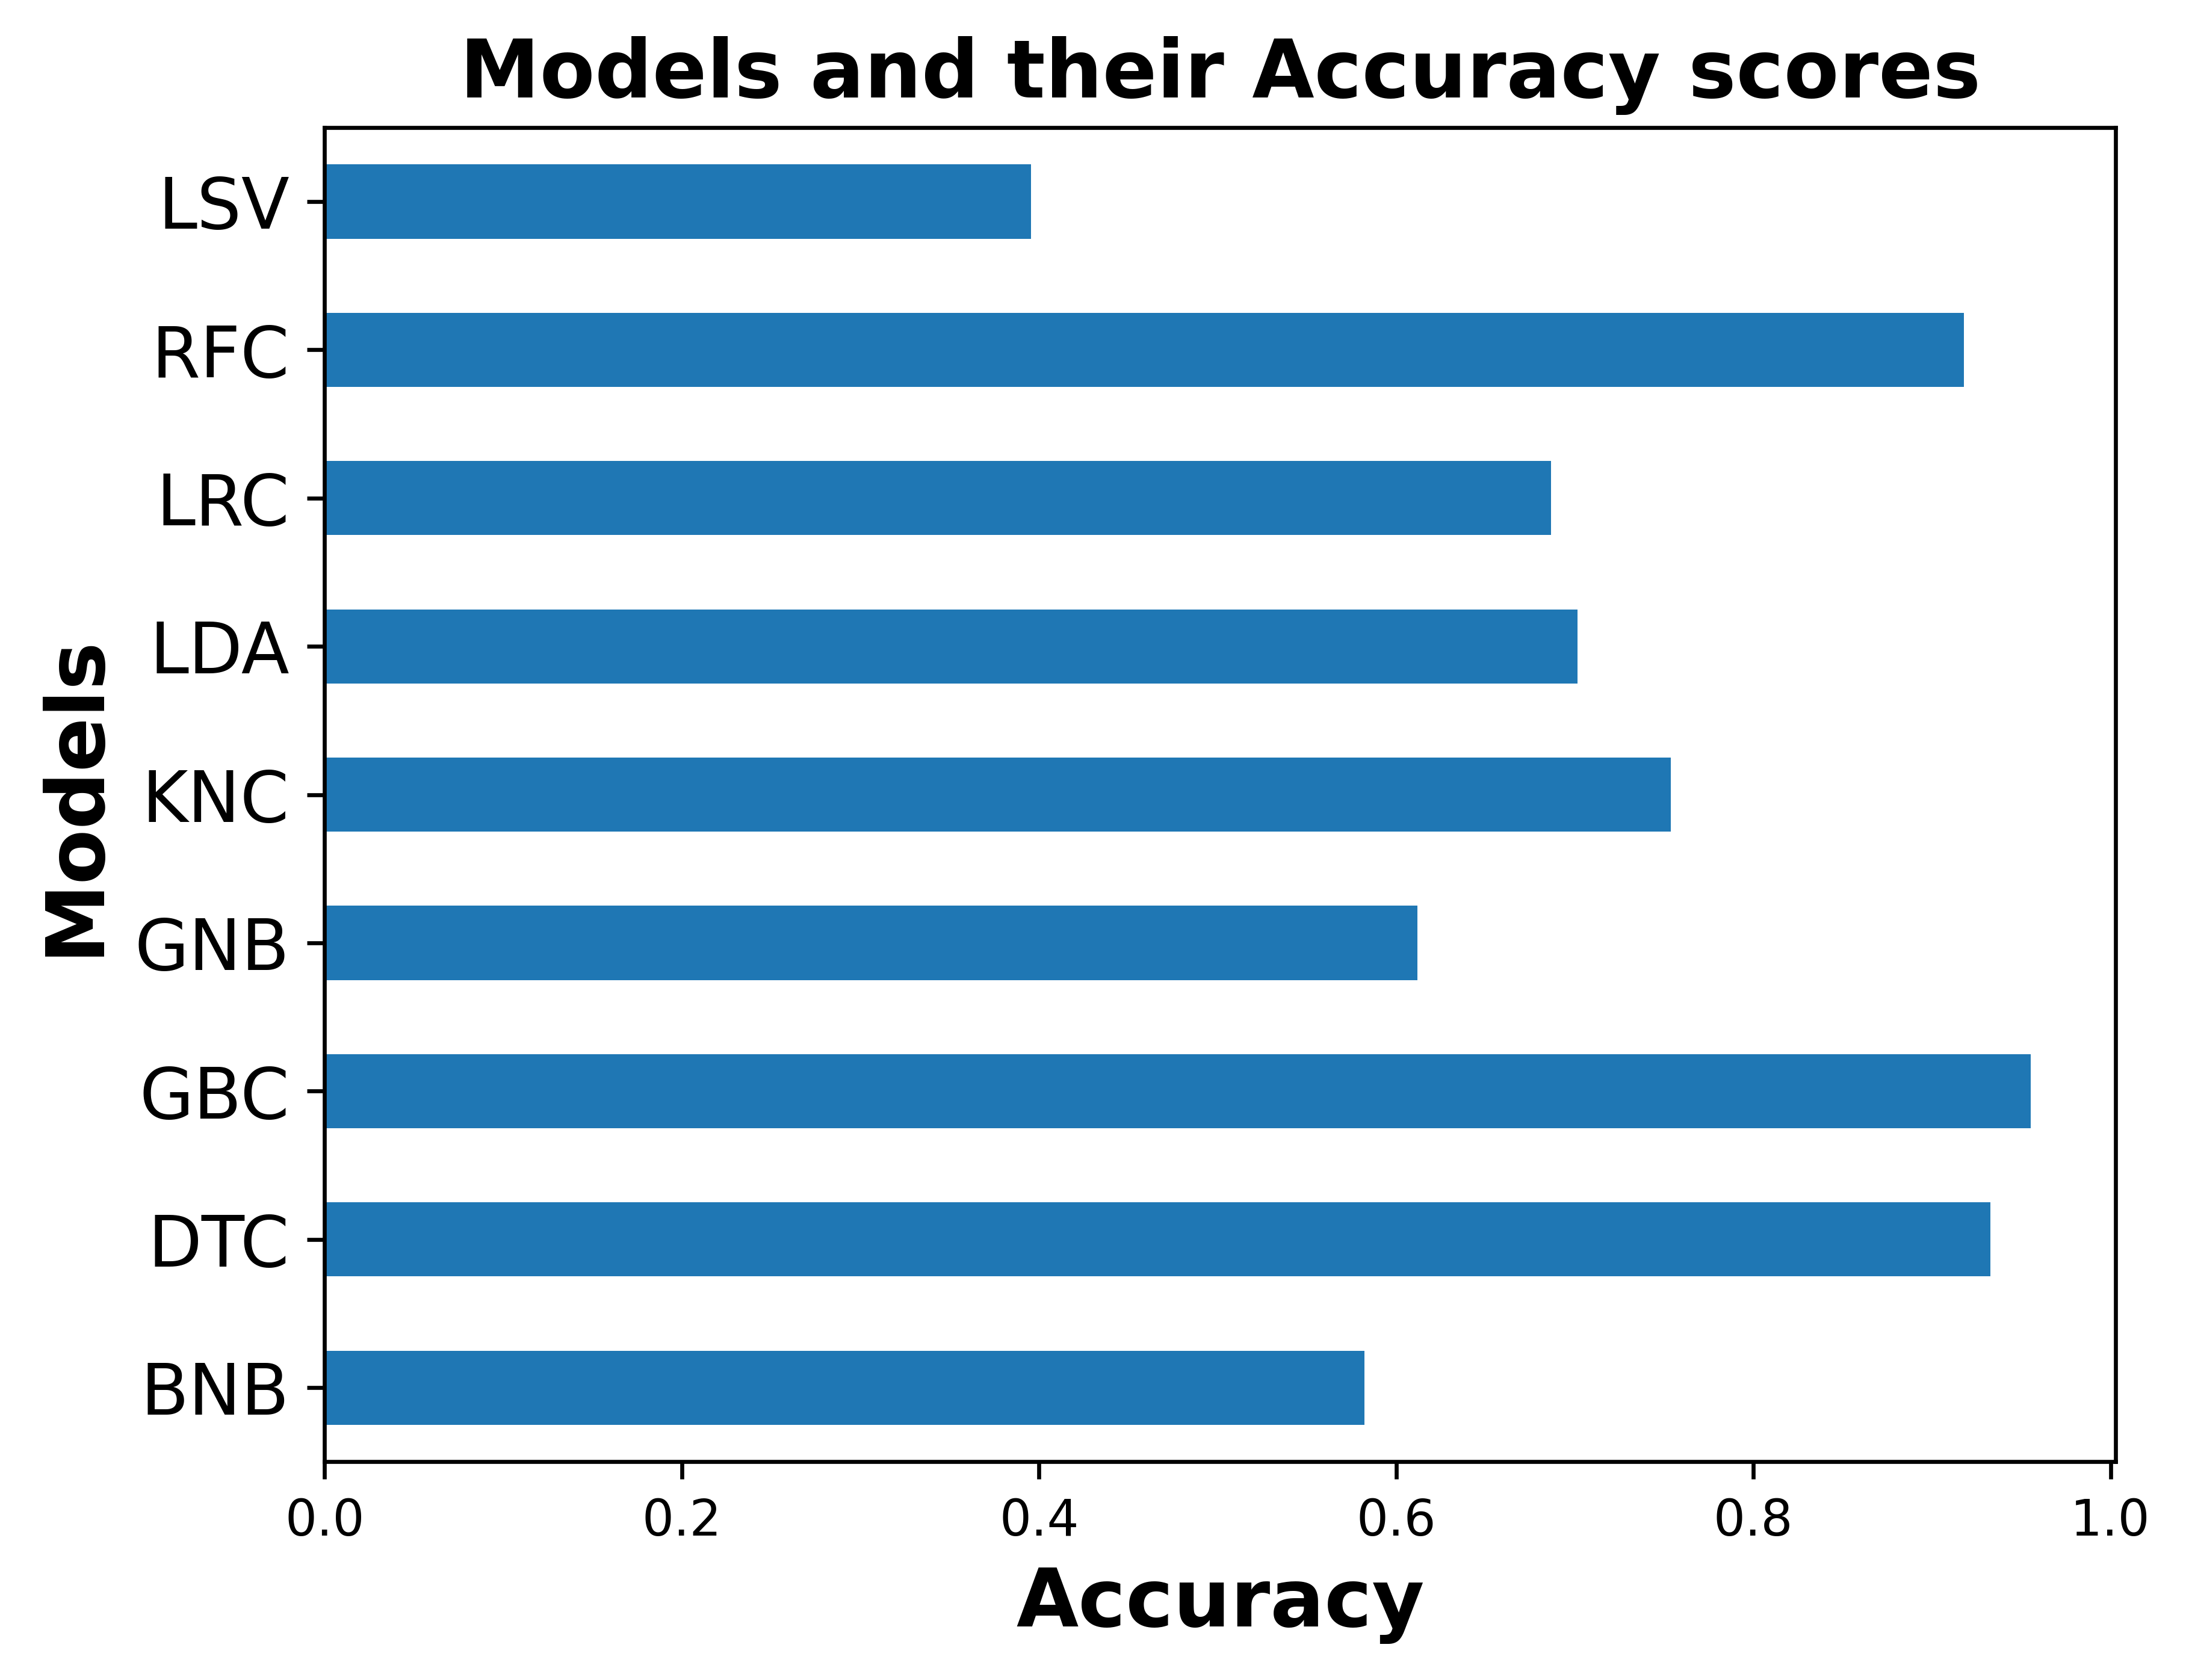 Models and their Accuracy scores
LSV
RFC
LRC
LDA
KNC
GNB
GBC
DTC
BNB
Models
0.0 0.2 0.4 0.6 0.8 1.0
Accuracy